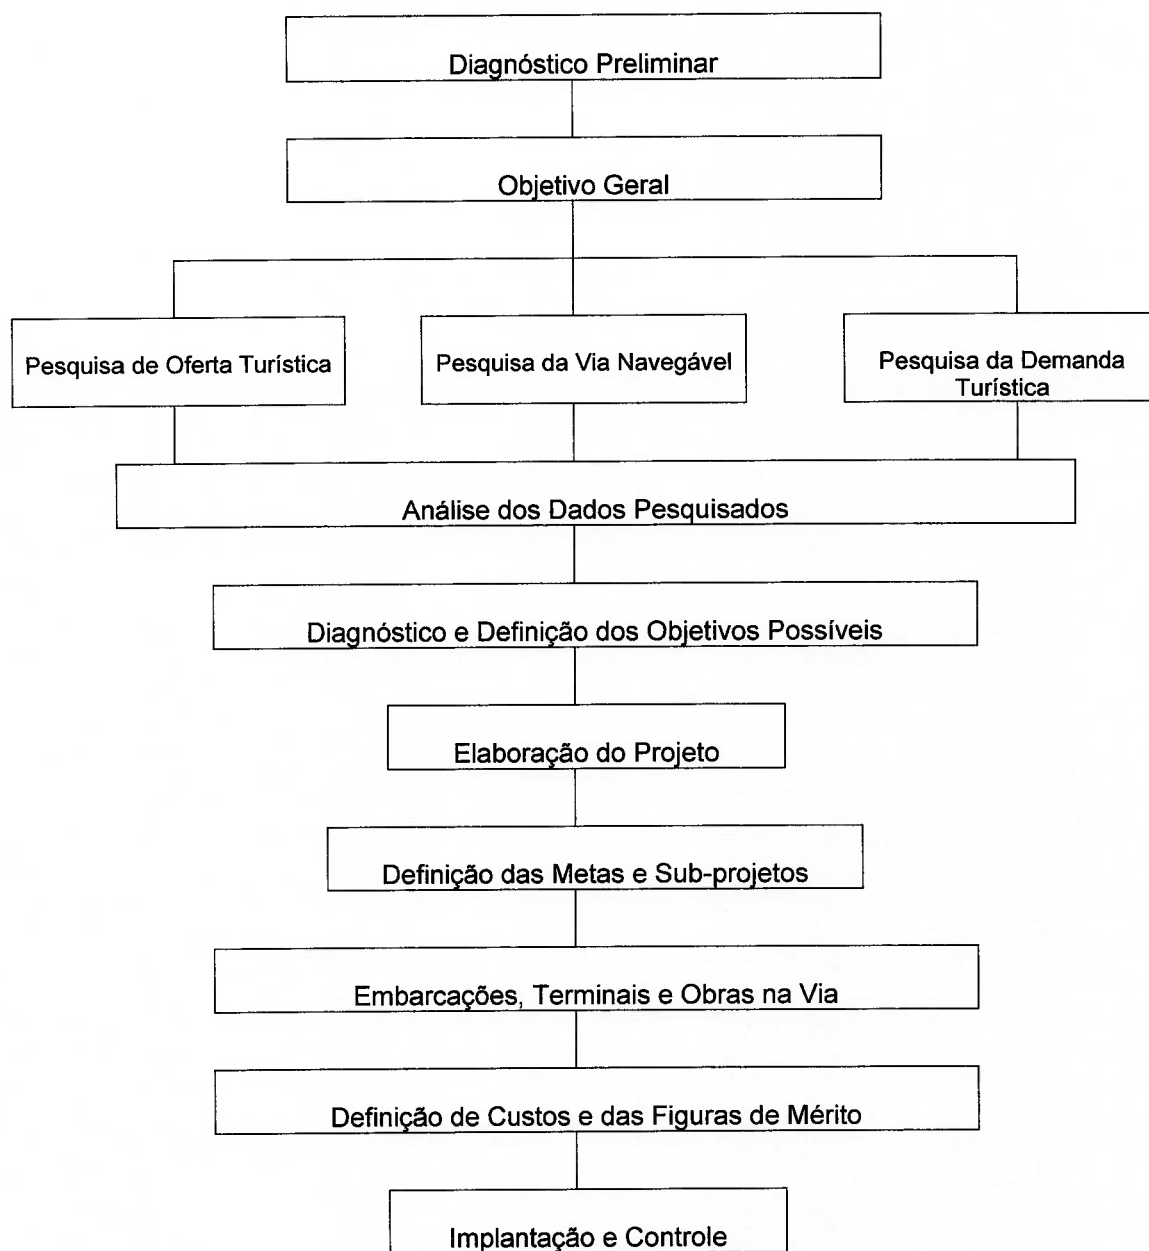 Diagnóstico Preliminar
Objetivo Geral
Pesquisa de Oferta Turística
Pesquisa da Via Navegável
Pesquisa da Demanda
Turística
Análise dos Dados Pesquisados
Diagnóstico e Definição dos Objetivos Possíveis
Elaboração do Projeto
Definição das Metas e Sub-projetos
Embarcações, Terminais e Obras na Via
Definição de Custos e das Figuras de Mérito
Implantação e Controle